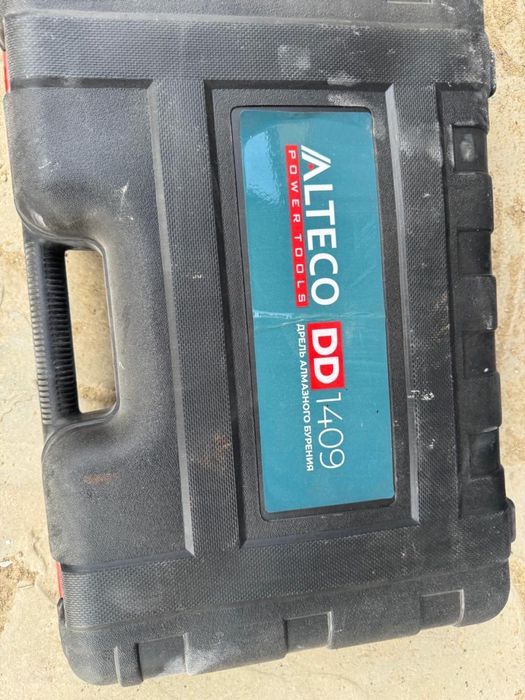 ALTECO
POWER TOOLS
DD 1409
ДРЕЛЬ АЛМАЗНОГО БУРЕНИЯ